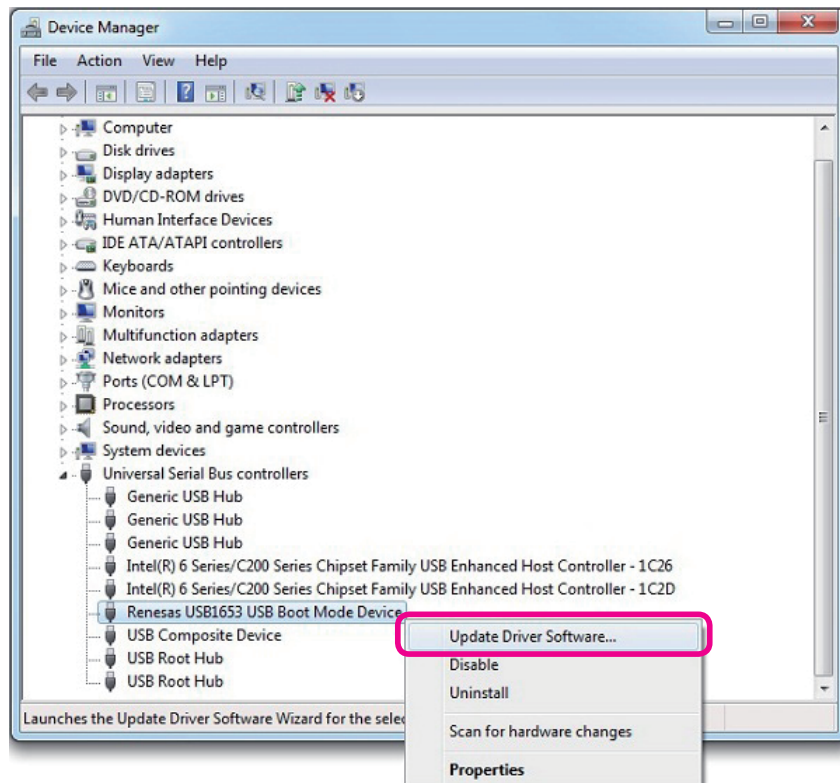 Device Manager
File Action View Help
Computer
Disk drives
Display adapters
DVD/CD-ROM drives
Human Interface Devices
IDE ATA/ATAPI controllers
Keyboards
Mice and other pointing devices
Monitors
Multifunction adapters
Network adapters
Ports (COM & LPT)
Processors
Sound, video and game controllers
System devices
Universal Serial Bus controllers
Generic USB Hub
Generic USB Hub
Generic USB Hub
Intel(R) 6 Series/C200 Series Chipset Family USB Enhanced Host Controller - 1C26
Intel(R) 6 Series/C200 Series Chipset Family USB Enhanced Host Controller - 1C2D
Renesas USB1653 USB Boot Mode Device
USB Composite Device
USB Root Hub
USB Root Hub
Update Driver Software...
Disable
Uninstall
Scan for hardware changes
Properties
Launches the Update Driver Software Wizard for the selec